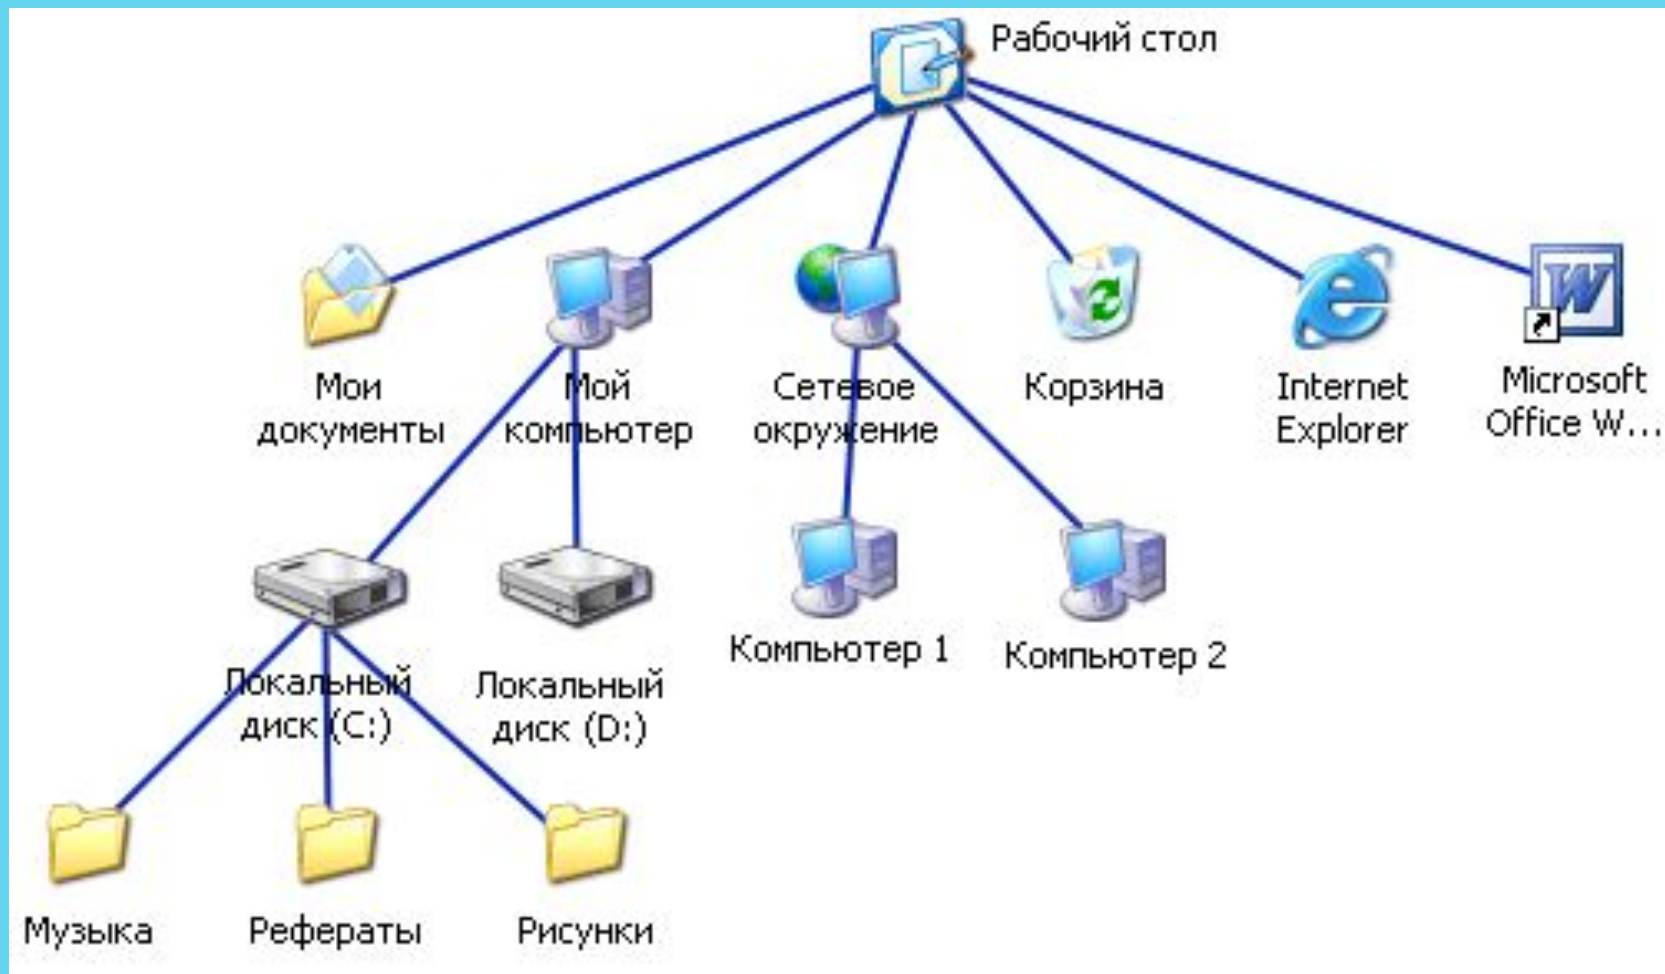 Рабочий стол
Мои
документы
Мой
компьютер
Сетевое
окружение
Корзина
Internet
Explorer
Microsoft
Office W...
Локальный
диск (C:)
Локальный
диск (D:)
Компьютер 1
Компьютер 2
Музыка
Рефераты
Рисунки